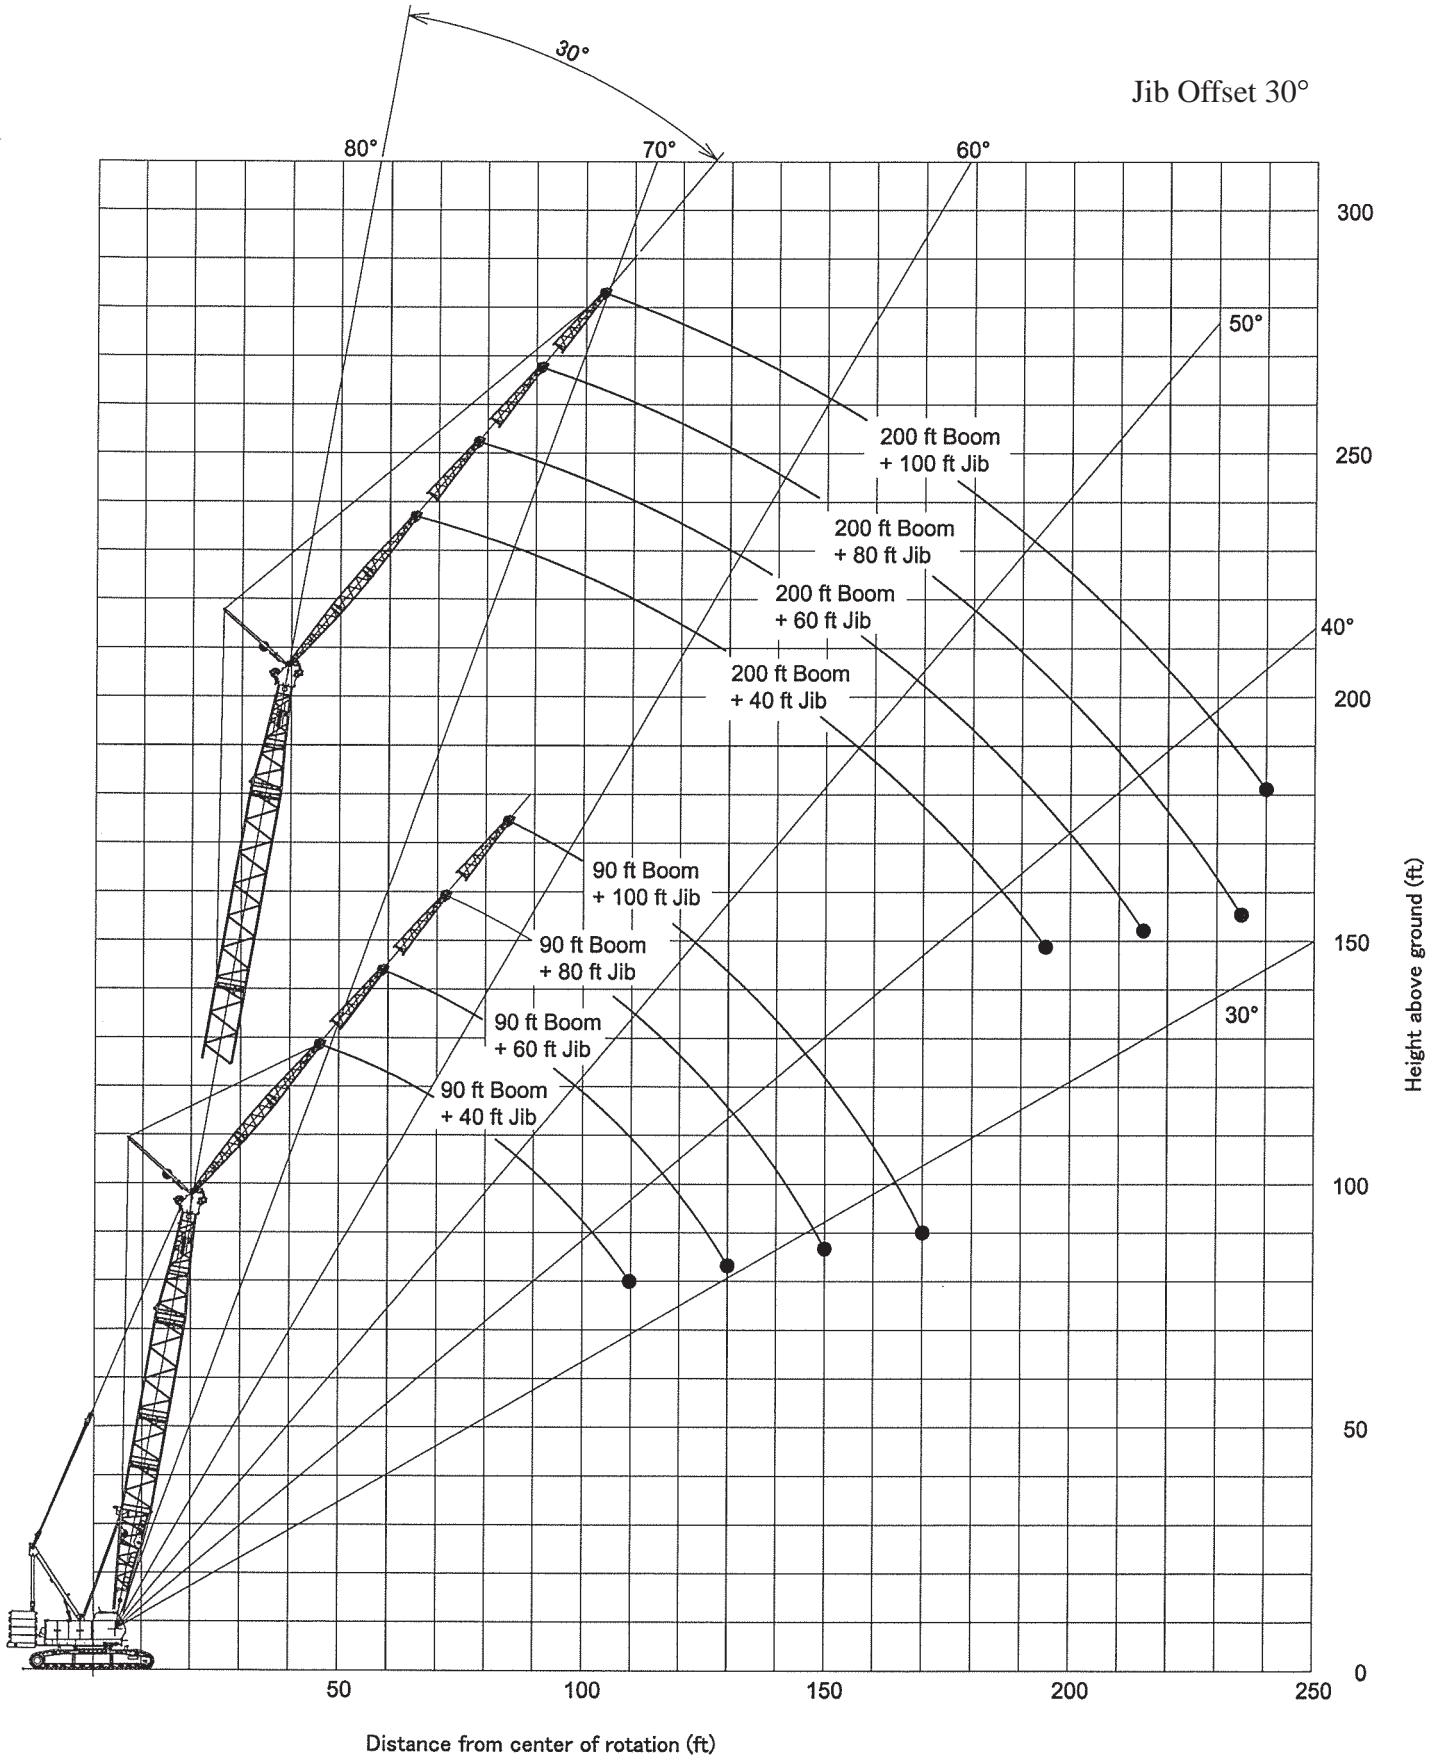 30°
Jib Offset 30°
80°
70°
60°
300
50°
200 ft Boom
+ 100 ft Jib
250
200 ft Boom
+ 80 ft Jib
200 ft Boom
+ 60 ft Jib
40°
200 ft Boom
+ 40 ft Jib
200
90 ft Boom
+ 100 ft Jib
90 ft Boom
+ 80 ft Jib
150
90 ft Boom
+ 60 ft Jib
30°
90 ft Boom
+ 40 ft Jib
Height above ground (ft)
100
50
0
50
100
150
200
250
Distance from center of rotation (ft)